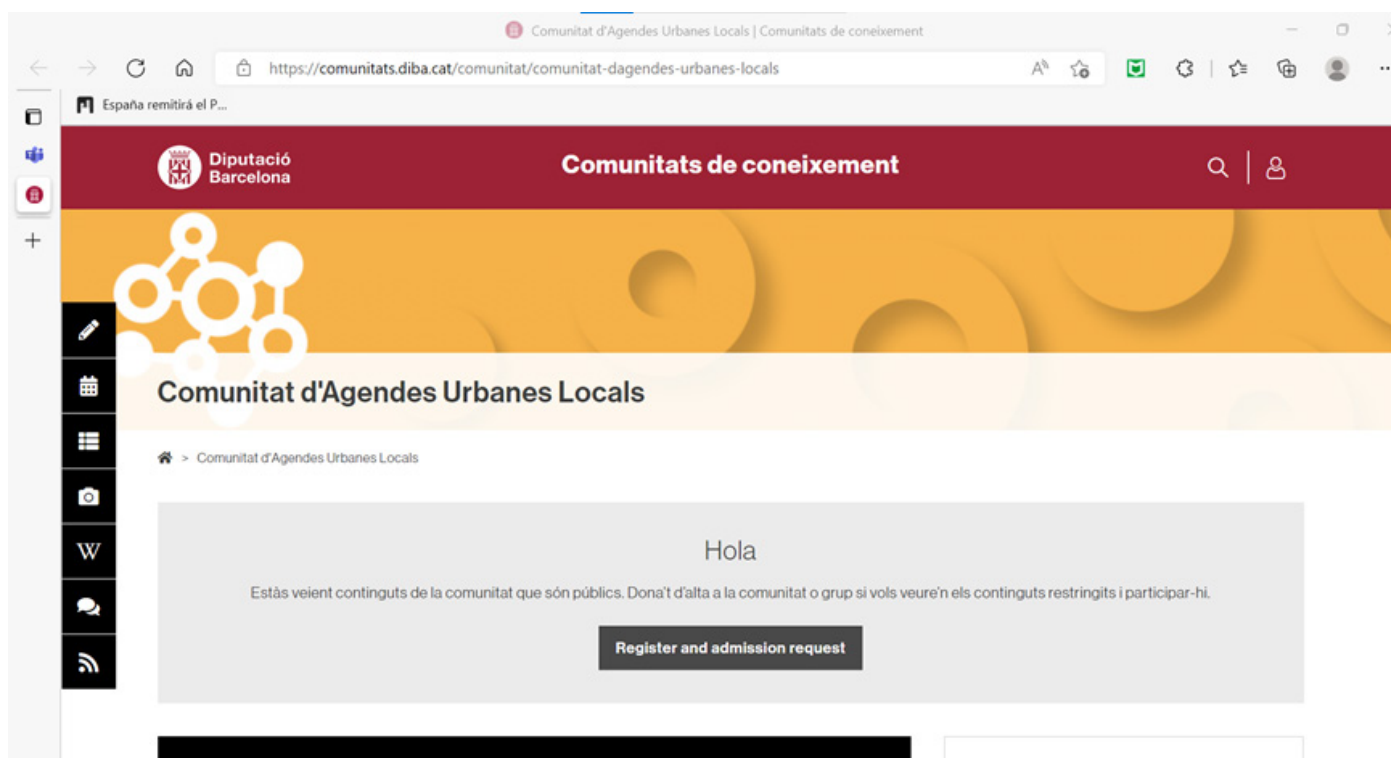 Comunitat d'Agendes Urbanes Locals | Comunitats de coneixement
https://comunitats.diba.cat/comunitat/comunitat-dagendes-urbanes-locals
España remitirá el P...
Diputació
Barcelona
Comunitats de coneixement
Comunitat d'Agendes Urbanes Locals
> Comunitat d'Agendes Urbanes Locals
W
Hola
Estàs veient continguts de la comunitat que són públics. Dona't d'alta a la comunitat o grup si vols veure'n els continguts restringits i participar-hi.
Register and admission request